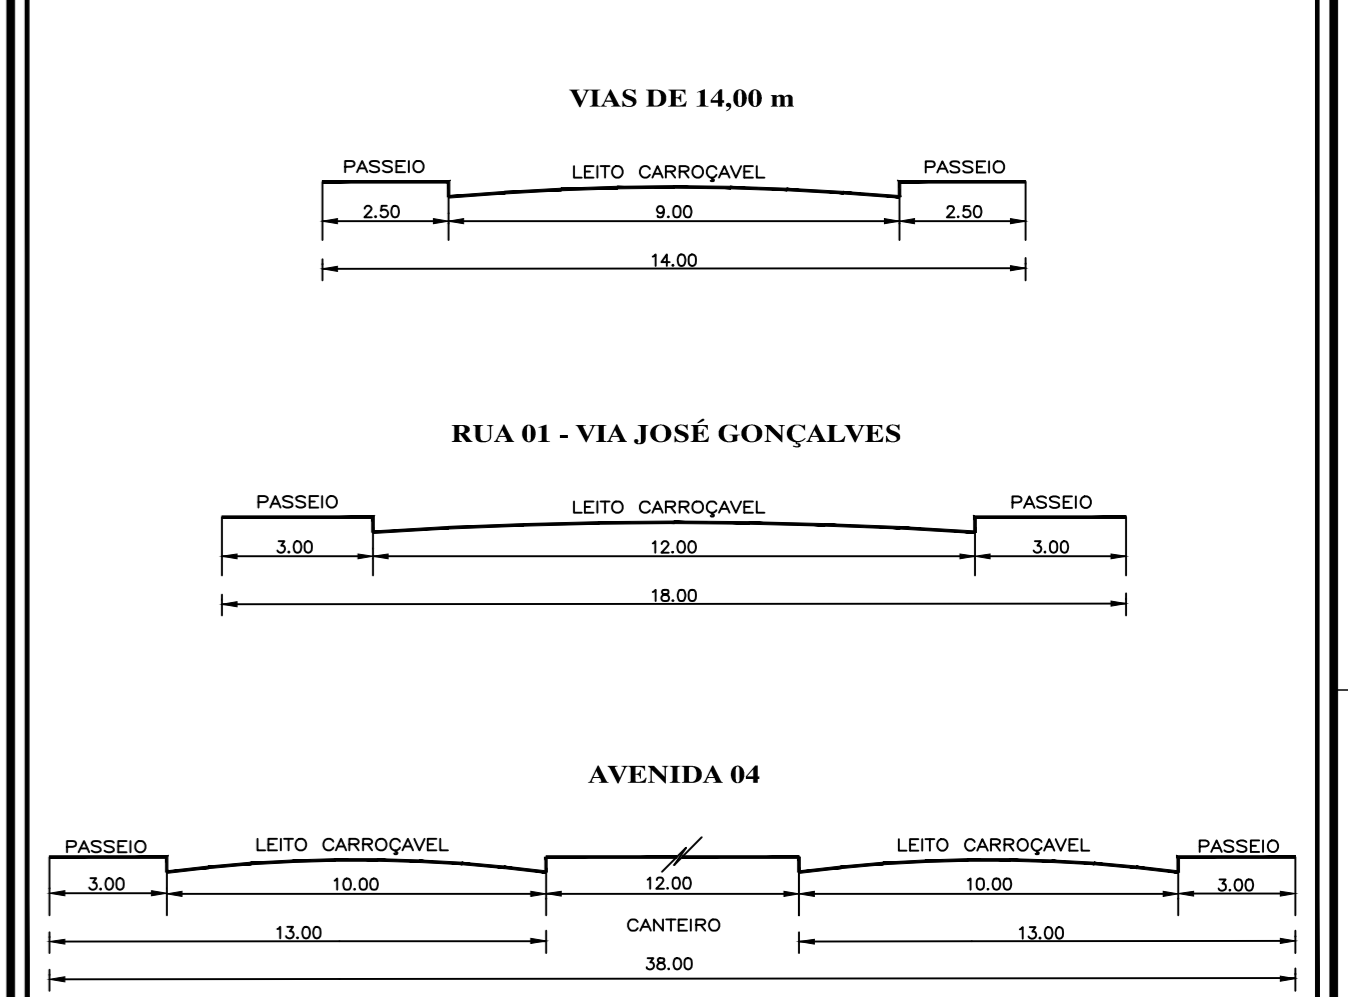 VIAS DE 14,00 m
PASSEIO LEITO CARROÇAVEL PASSEIO
2.50 9.00 2.50
14.00
RUA 01 - VIA JOSÉ GONÇALVES
PASSEIO LEITO CARROÇAVEL PASSEIO
3.00 12.00 3.00
18.00
AVENIDA 04
PASSEIO LEITO CARROÇAVEL LEITO CARROÇAVEL PASSEIO
3.00 10.00 12.00 10.00 3.00
CANTEIRO
13.00 13.00
38.00